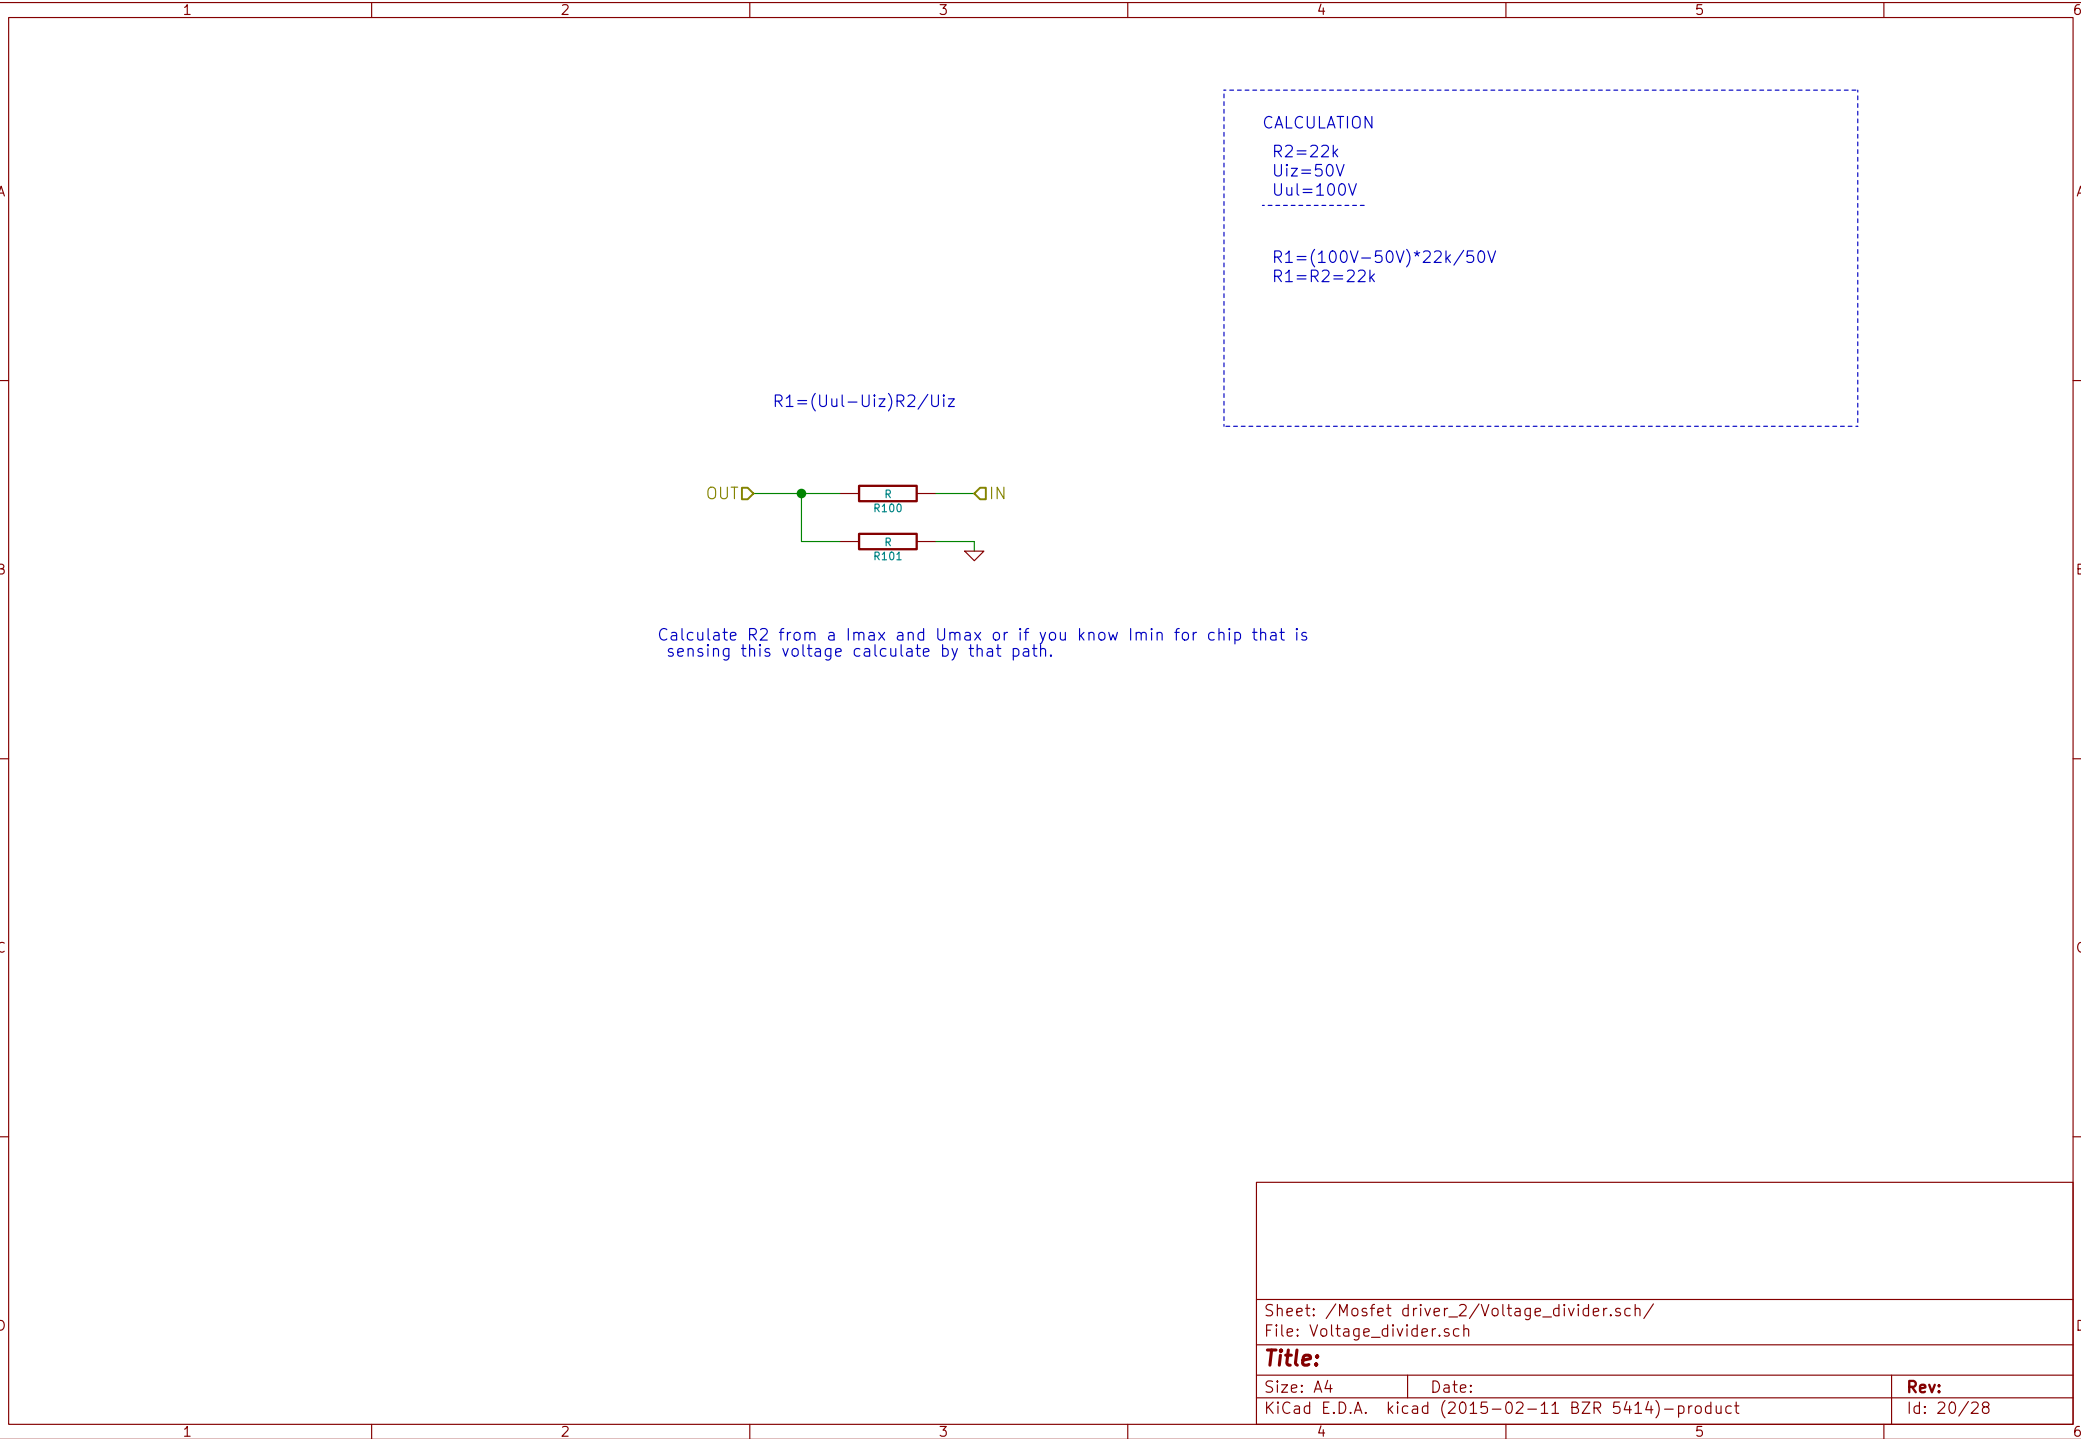 1 2 3 4 5 6
CALCULATION
R2=22k
Uiz=50V
Uul=100V
A A
R1=(100V-50V)*22k/50V
R1=R2=22k
R1=(Uul-Uiz)R2/Uiz
OUT R IN
R100
R
R101
B B
Calculate R2 from a Imax and Umax or if you know Imin for chip that is
sensing this voltage calculate by that path.
C C
Sheet: /Mosfet driver_2/Voltage_divider.sch/
File: Voltage_divider.sch
D D
Title:
Size: A4 Date: Rev:
KiCad E.D.A. kicad (2015-02-11 BZR 5414)-product Id: 20/28
1 2 3 4 5 6